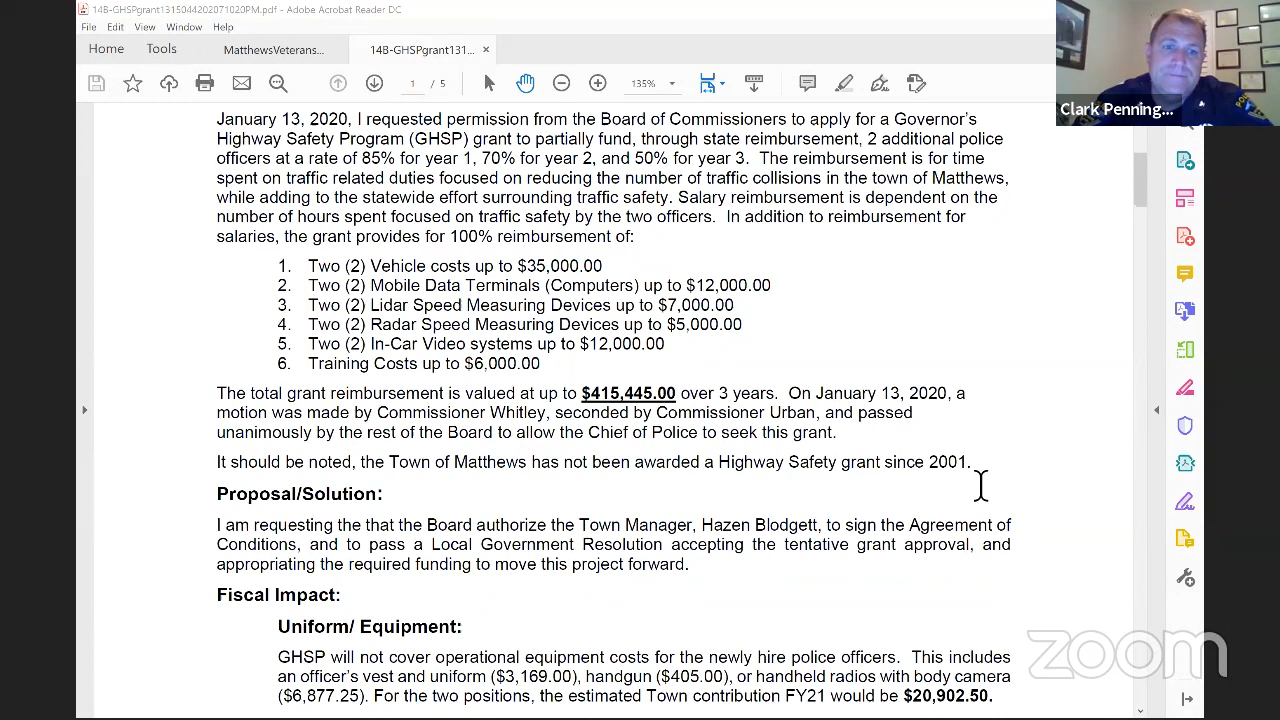 14B-GHSPgrant1315044202071020PM.pdf - Adobe Acrobat Reader DC
File Edit View Window Help
Home Tools MatthewsVeterans... 14B-GHSPgrant131... ×
1 / 5 135%
Clark Penning...
January 13, 2020, I requested permission from the Board of Commissioners to apply for a Governor's
Highway Safety Program (GHSP) grant to partially fund, through state reimbursement, 2 additional police
officers at a rate of 85% for year 1, 70% for year 2, and 50% for year 3. The reimbursement is for time
spent on traffic related duties focused on reducing the number of traffic collisions in the town of Matthews,
while adding to the statewide effort surrounding traffic safety. Salary reimbursement is dependent on the
number of hours spent focused on traffic safety by the two officers. In addition to reimbursement for
salaries, the grant provides for 100% reimbursement of:
1. Two (2) Vehicle costs up to $35,000.00
2. Two (2) Mobile Data Terminals (Computers) up to $12,000.00
3. Two (2) Lidar Speed Measuring Devices up to $7,000.00
4. Two (2) Radar Speed Measuring Devices up to $5,000.00
5. Two (2) In-Car Video systems up to $12,000.00
6. Training Costs up to $6,000.00
The total grant reimbursement is valued at up to $415,445.00 over 3 years. On January 13, 2020, a
motion was made by Commissioner Whitley, seconded by Commissioner Urban, and passed
unanimously by the rest of the Board to allow the Chief of Police to seek this grant.
It should be noted, the Town of Matthews has not been awarded a Highway Safety grant since 2001.
Proposal/Solution:
I am requesting the that the Board authorize the Town Manager, Hazen Blodgett, to sign the Agreement of
Conditions, and to pass a Local Government Resolution accepting the tentative grant approval, and
appropriating the required funding to move this project forward.
Fiscal Impact:
Uniform/ Equipment:
GHSP will not cover operational equipment costs for the newly hire police officers. This includes
an officer's vest and uniform ($3,169.00), handgun ($405.00), or handheld radios with body camera
($6,877.25). For the two positions, the estimated Town contribution FY21 would be $20,902.50.
zoom